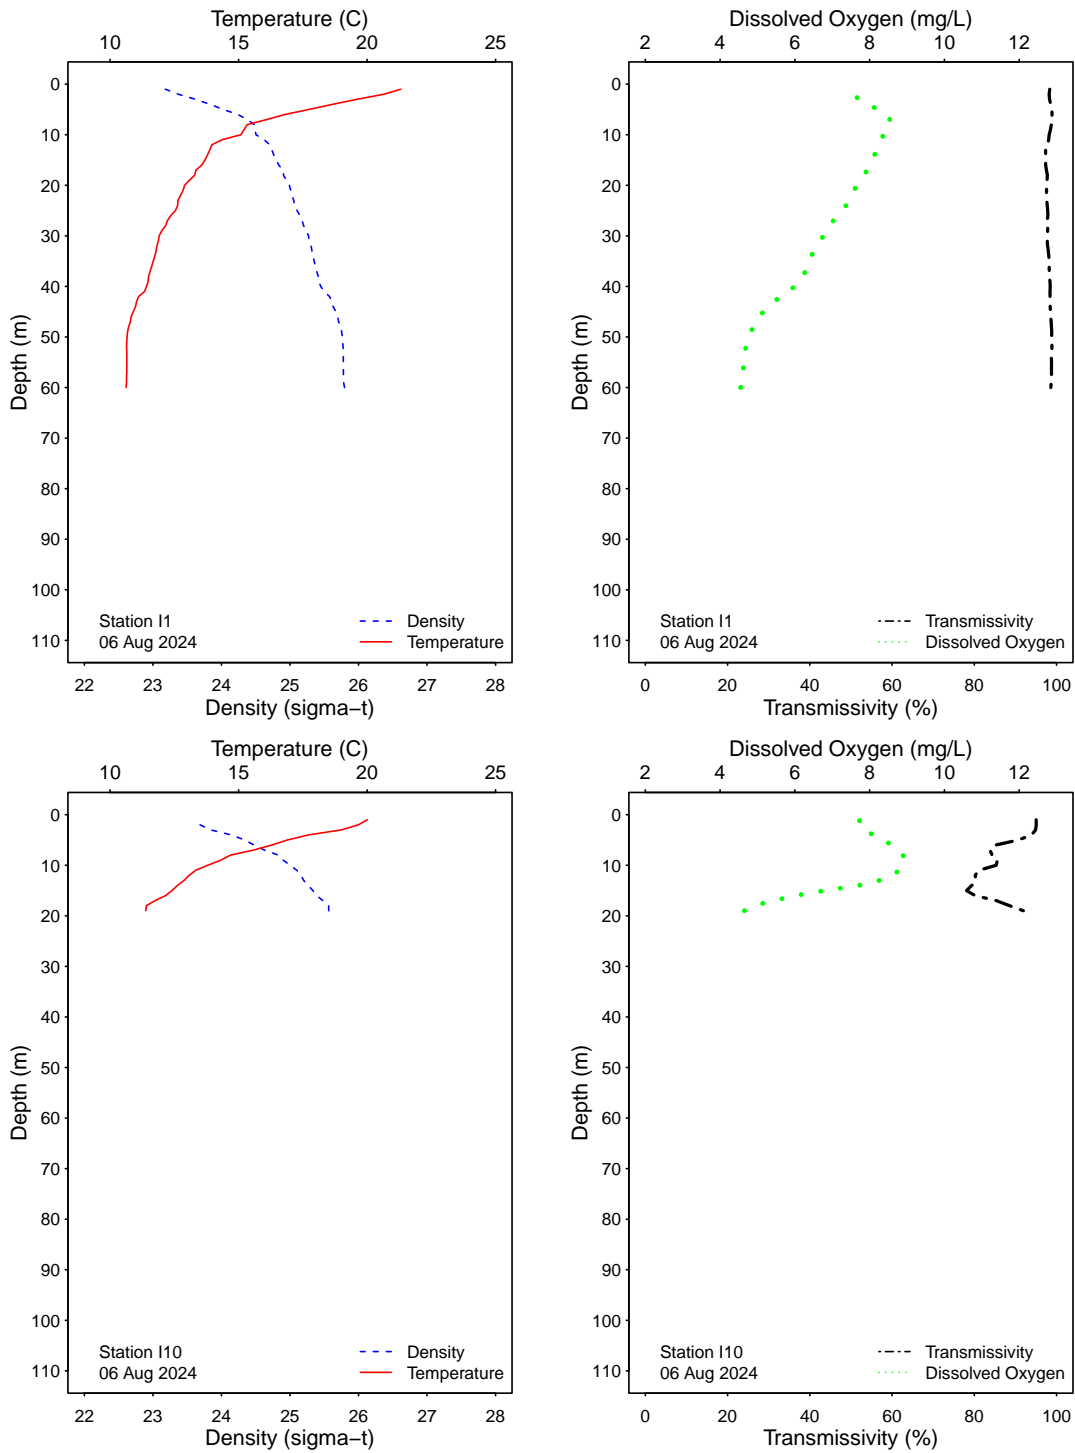 Temperature (C)
10 15 20 25
0
10
20
30
40
50
60
70
80
90
100
110
Depth (m)
Station I1
06 Aug 2024
Density
Temperature
22 23 24 25 26 27 28
Density (sigma−t)
Dissolved Oxygen (mg/L)
2 4 6 8 10 12
0
10
20
30
40
50
60
70
80
90
100
110
Depth (m)
Station I1
06 Aug 2024
Transmissivity
Dissolved Oxygen
0 20 40 60 80 100
Transmissivity (%)
Temperature (C)
10 15 20 25
0
10
20
30
40
50
60
70
80
90
100
110
Depth (m)
Station I10
06 Aug 2024
Density
Temperature
22 23 24 25 26 27 28
Density (sigma−t)
Dissolved Oxygen (mg/L)
2 4 6 8 10 12
0
10
20
30
40
50
60
70
80
90
100
110
Depth (m)
Station I10
06 Aug 2024
Transmissivity
Dissolved Oxygen
0 20 40 60 80 100
Transmissivity (%)